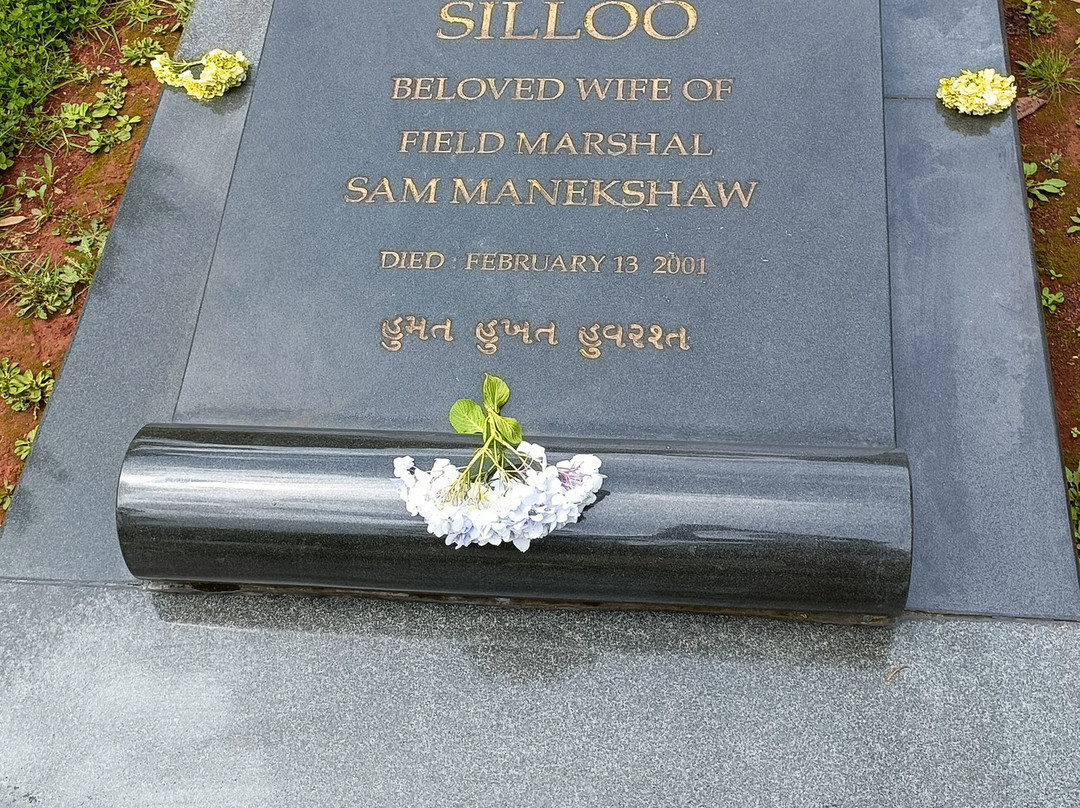 SILLOO
BELOVED WIFE OF
FIELD MARSHAL
SAM MANEKSHAW
DIED : FEBRUARY 13 2001
હુમત હુખત હુવરશ્ત